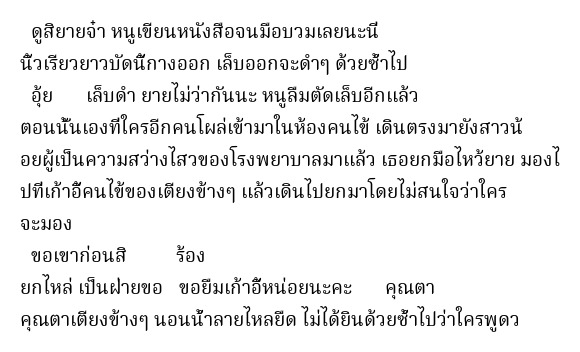 ดูสิยายจ๋า หนูเขียนหนังสือจนมือบวมเลยนะนี่
นิ้วเรียวยาวบัดนี้กางออก เล็บออกจะดำๆ ด้วยซ้ำไป
อุ้ย เล็บดำ ยายไม่ว่ากันนะ หนูลืมตัดเล็บอีกแล้ว
ตอนนั้นเองที่ใครอีกคนโผล่เข้ามาในห้องคนไข้ เดินตรงมายังสาวน้
อยผู้เป็นความสว่างไสวของโรงพยาบาลมาแล้ว เธอยกมือไหว้ยาย มองไ
ปที่เก้าอี้คนไข้ของเตียงข้างๆ แล้วเดินไปยกมาโดยไม่สนใจว่าใคร
จะมอง
ขอเขาก่อนสิ ร้อง
ยกไหล่ เป็นฝ่ายขอ ขอยืมเก้าอี้หน่อยนะคะ คุณตา
คุณตาเตียงข้างๆ นอนน้ำลายไหลยืด ไม่ได้ยินด้วยซ้ำไปว่าใครพูดว